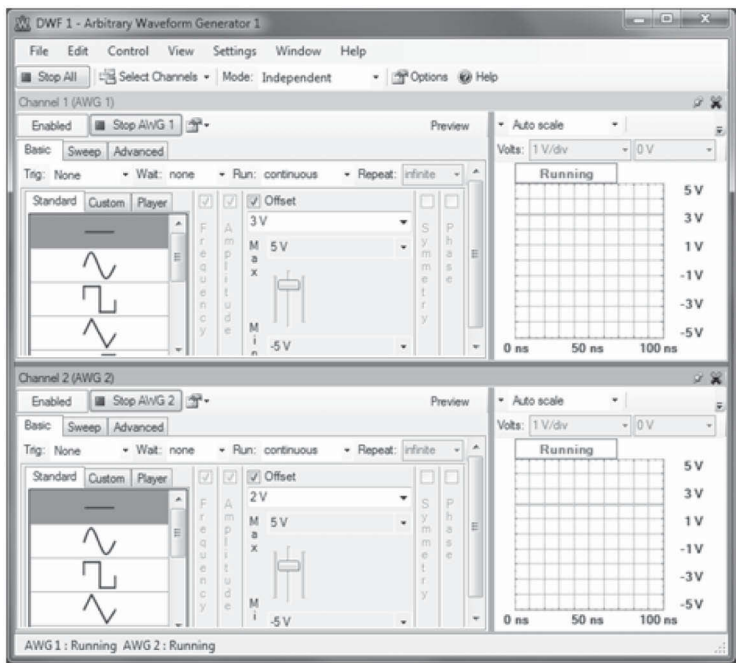 DWF 1 - Arbitrary Waveform Generator 1
File Edit Control View Settings Window Help
Stop All Select Channels Mode: Independent Options Help
Channel 1 (AWG 1)
Enabled Stop AWG 1 Preview
Basic Sweep Advanced
Trig: None Wait: none Run: continuous Repeat: infinite
Standard Custom Player
Frequency
Amplitude
Offset
3 V
Max 5 V
Min -5 V
Symmetry
Phase
Auto scale
Volts: 1 V/div 0 V
Running
5 V
3 V
1 V
-1 V
-3 V
-5 V
0 ns 50 ns 100 ns
Channel 2 (AWG 2)
Enabled Stop AWG 2 Preview
Basic Sweep Advanced
Trig: None Wait: none Run: continuous Repeat: infinite
Standard Custom Player
Frequency
Amplitude
Offset
2 V
Max 5 V
Mi -5 V
Symmetry
Phase
Auto scale
Volts: 1 V/div 0 V
Running
5 V
3 V
1 V
-1 V
-3 V
-5 V
0 ns 50 ns 100 ns
AWG 1 : Running AWG 2 : Running